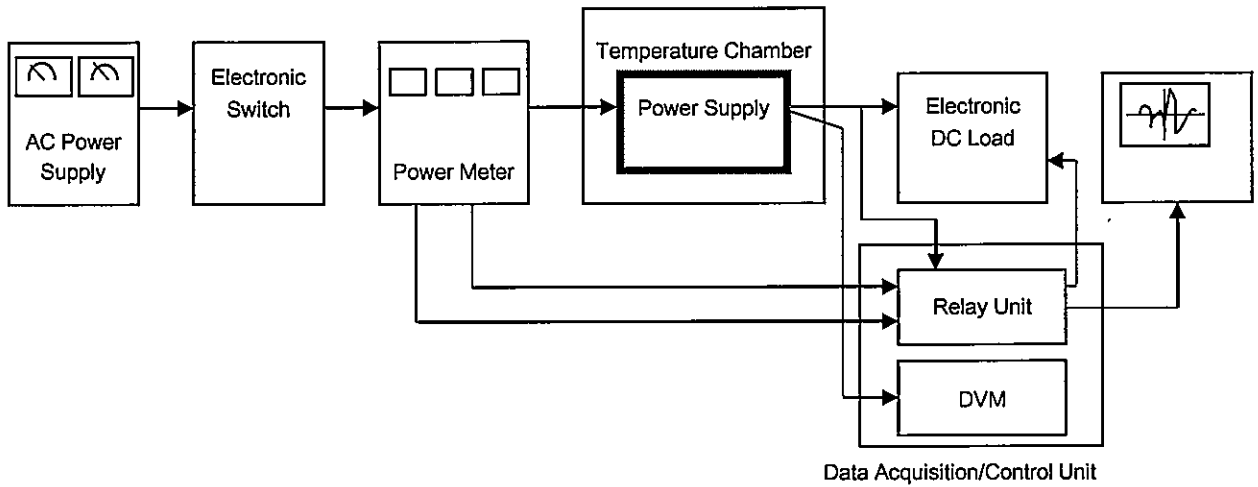 AC Power
Supply
Electronic
Switch
Power Meter
Temperature Chamber
Power Supply
Electronic
DC Load
Relay Unit
DVM
Data Acquisition/Control Unit